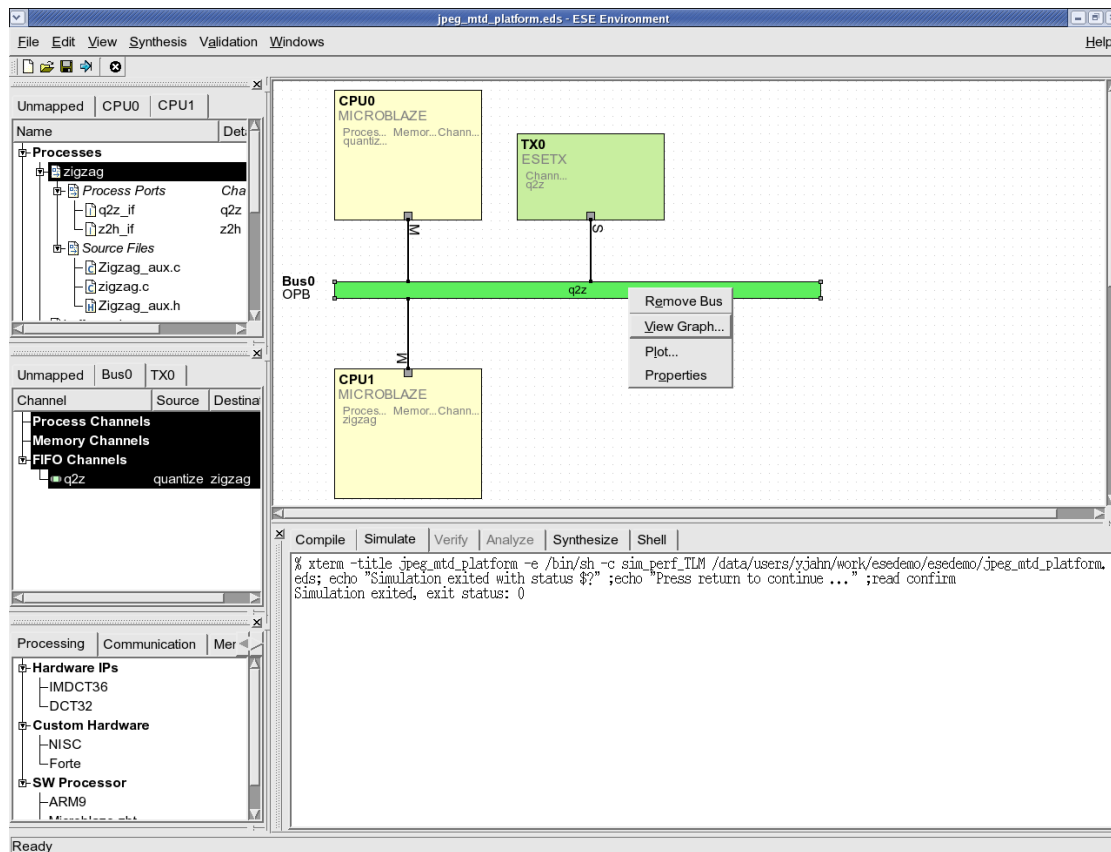 jpeg_mtd_platform.eds - ESE Environment
File Edit View Synthesis Validation Windows Help
Unmapped CPU0 CPU1
Name Deta
Processes
zigzag
Process Ports Cha
q2z_if q2z
z2h_if z2h
Source Files
Zigzag_aux.c
zigzag.c
Zigzag_aux.h
Unmapped Bus0 TX0
Channel Source Destina
Process Channels
Memory Channels
FIFO Channels
q2z quantize zigzag
Processing Communication Mer
Hardware IPs
IMDCT36
DCT32
Custom Hardware
NISC
Forte
SW Processor
ARM9
CPU0
MICROBLAZE
Proces... Memor... Chann...
quantiz...
M
TX0
ESETX
Chann...
q2z
S
Bus0
OPB
q2z
Remove Bus
View Graph...
Plot...
Properties
M
CPU1
MICROBLAZE
Proces... Memor... Chann...
zigzag
Compile Simulate Verify Analyze Synthesize Shell
% xterm -title jpeg_mtd_platform -e /bin/sh -c sim_perf_TLM /data/users/yjahn/work/esedemo/esedemo/jpeg_mtd_platform.
eds; echo "Simulation exited with status $?" ;echo "Press return to continue ..." ;read confirm
Simulation exited, exit status: 0
Ready